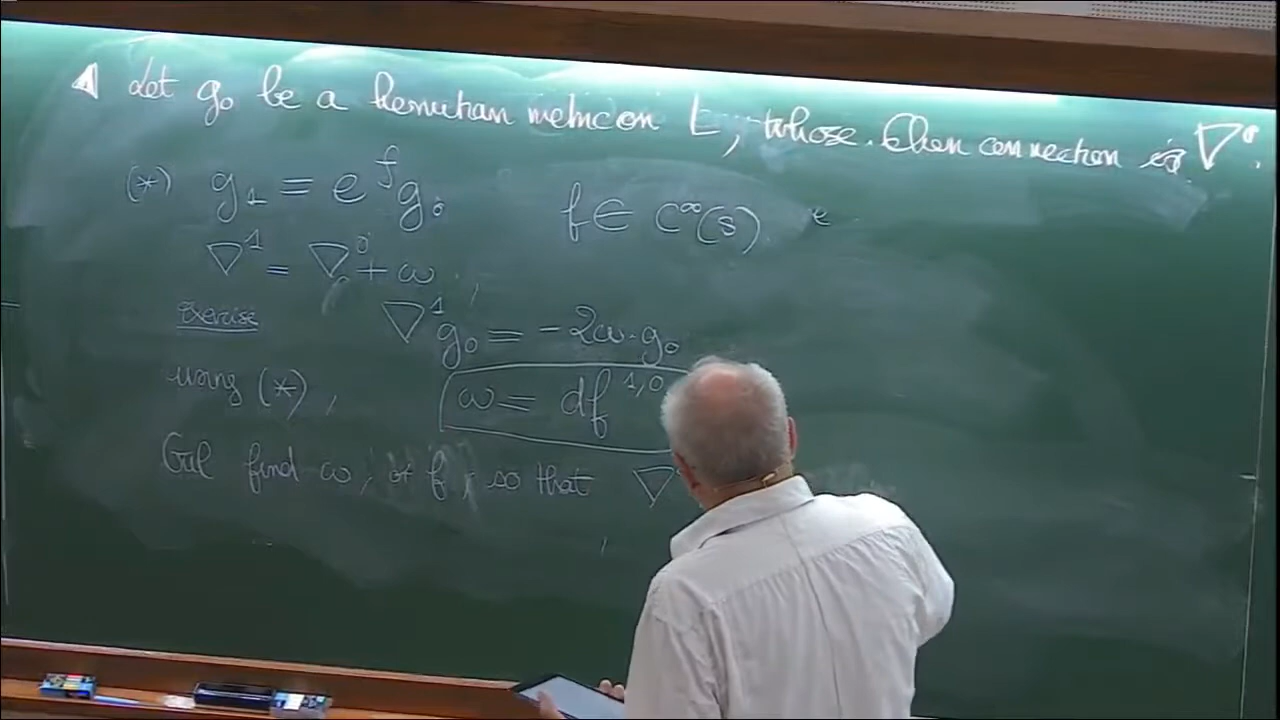 Let g₀ be a hermitian metric on L, whose Chern connection is ∇⁰.
(*) g₁ = e^f g₀ f ∈ C^∞(S)
∇¹ = ∇⁰ + ω
exercise ∇¹g₀ = -2ω·g₀
using (*), ω = df^{1,0}
find ω, or f, so that ∇